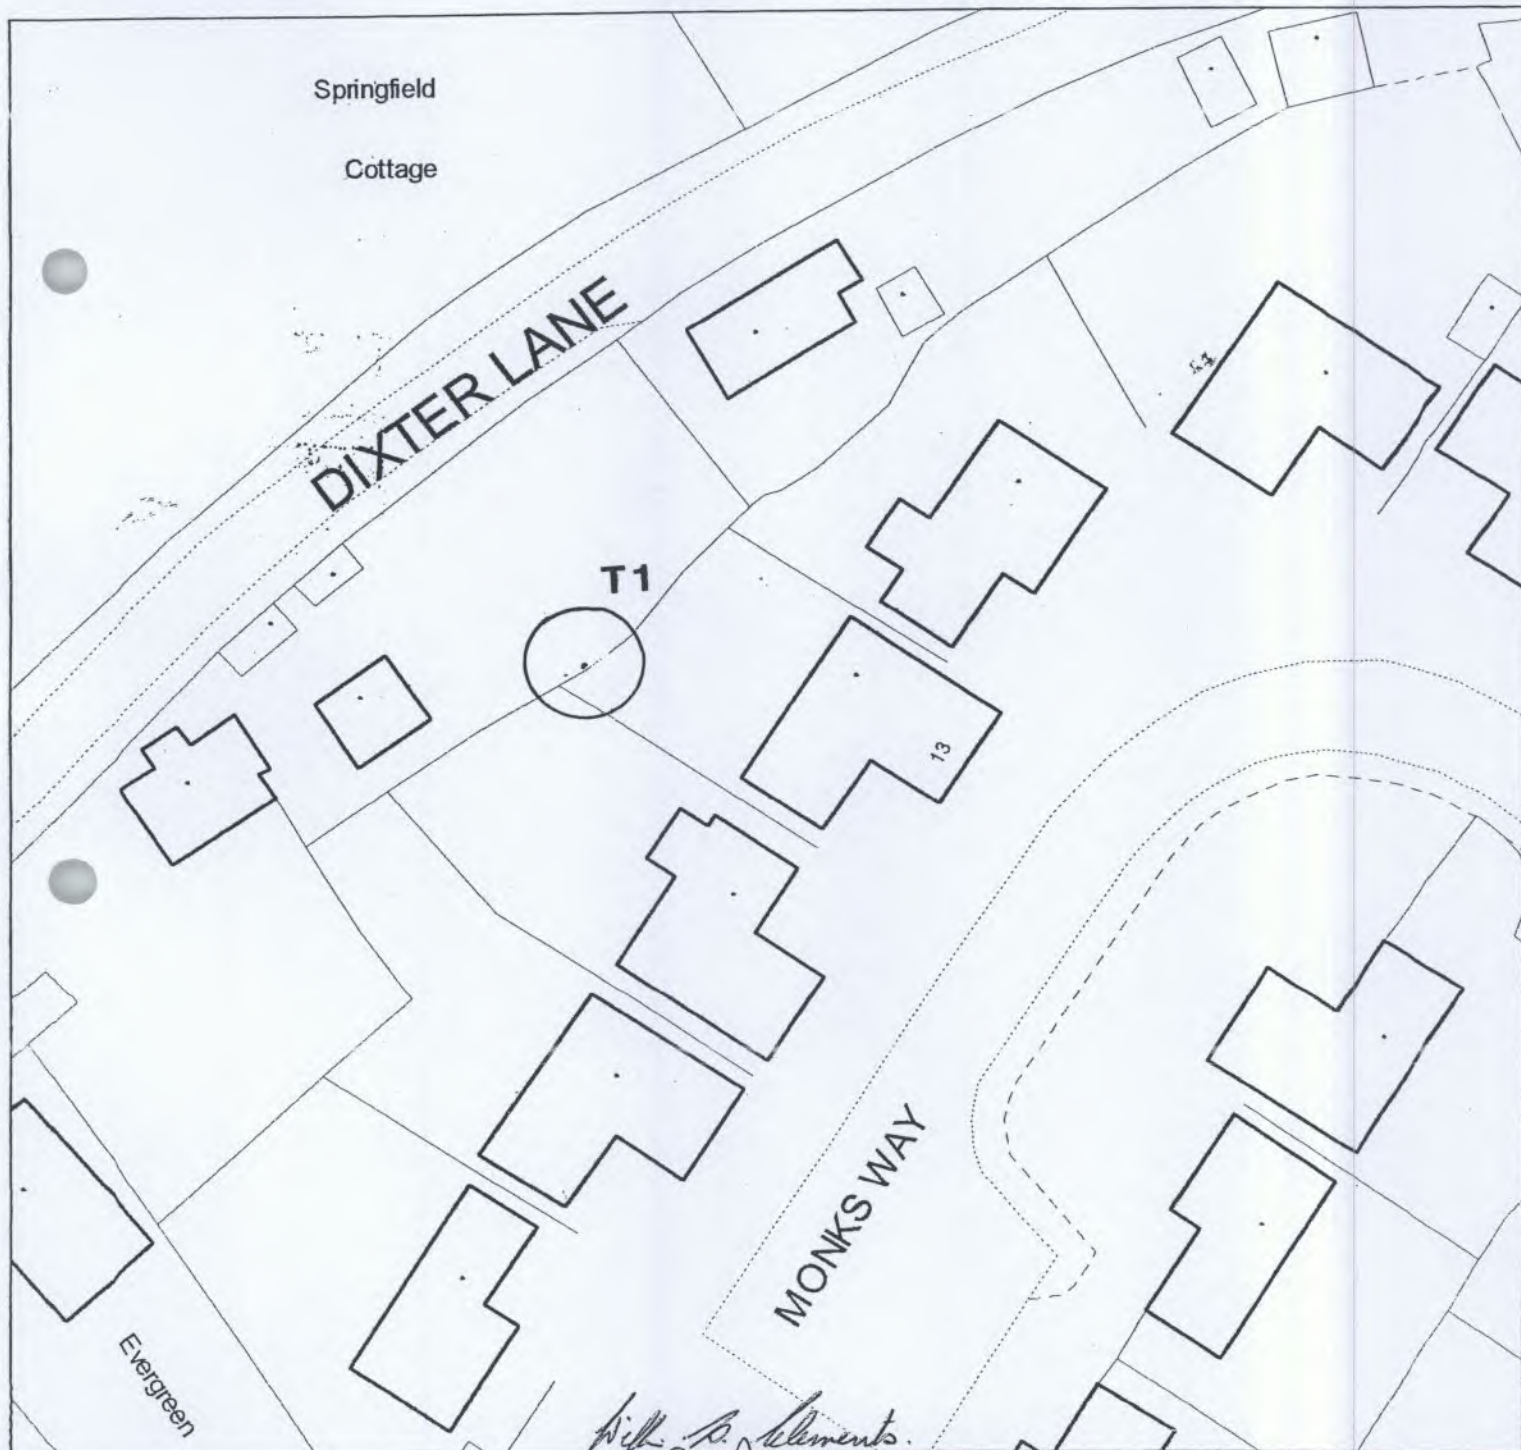 Springfield
Cottage
DIXTER LANE
T1
13
MONKS WAY
Evergreen